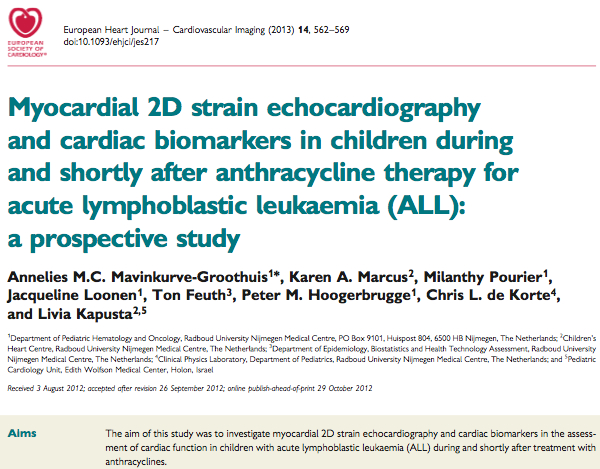 EUROPEAN
SOCIETY OF
CARDIOLOGY®
European Heart Journal – Cardiovascular Imaging (2013) 14, 562–569
doi:10.1093/ehjci/jes217
Myocardial 2D strain echocardiography
and cardiac biomarkers in children during
and shortly after anthracycline therapy for
acute lymphoblastic leukaemia (ALL):
a prospective study
Annelies M.C. Mavinkurve-Groothuis1*, Karen A. Marcus2, Milanthy Pourier1,
Jacqueline Loonen1, Ton Feuth3, Peter M. Hoogerbrugge1, Chris L. de Korte4,
and Livia Kapusta2,5
1Department of Pediatric Hematology and Oncology, Radboud University Nijmegen Medical Centre, PO Box 9101, Huispost 804, 6500 HB Nijmegen, The Netherlands; 2Children's
Heart Centre, Radboud University Nijmegen Medical Centre, The Netherlands; 3Department of Epidemiology, Biostatistics and Health Technology Assessment, Radboud University
Nijmegen Medical Centre, The Netherlands; 4Clinical Physics Laboratory, Department of Pediatrics, Radboud University Nijmegen Medical Centre, The Netherlands; and 5Pediatric
Cardiology Unit, Edith Wolfson Medical Center, Holon, Israel
Received 3 August 2012; accepted after revision 26 September 2012; online publish-ahead-of-print 29 October 2012
Aims The aim of this study was to investigate myocardial 2D strain echocardiography and cardiac biomarkers in the assess-
ment of cardiac function in children with acute lymphoblastic leukaemia (ALL) during and shortly after treatment with
anthracyclines.